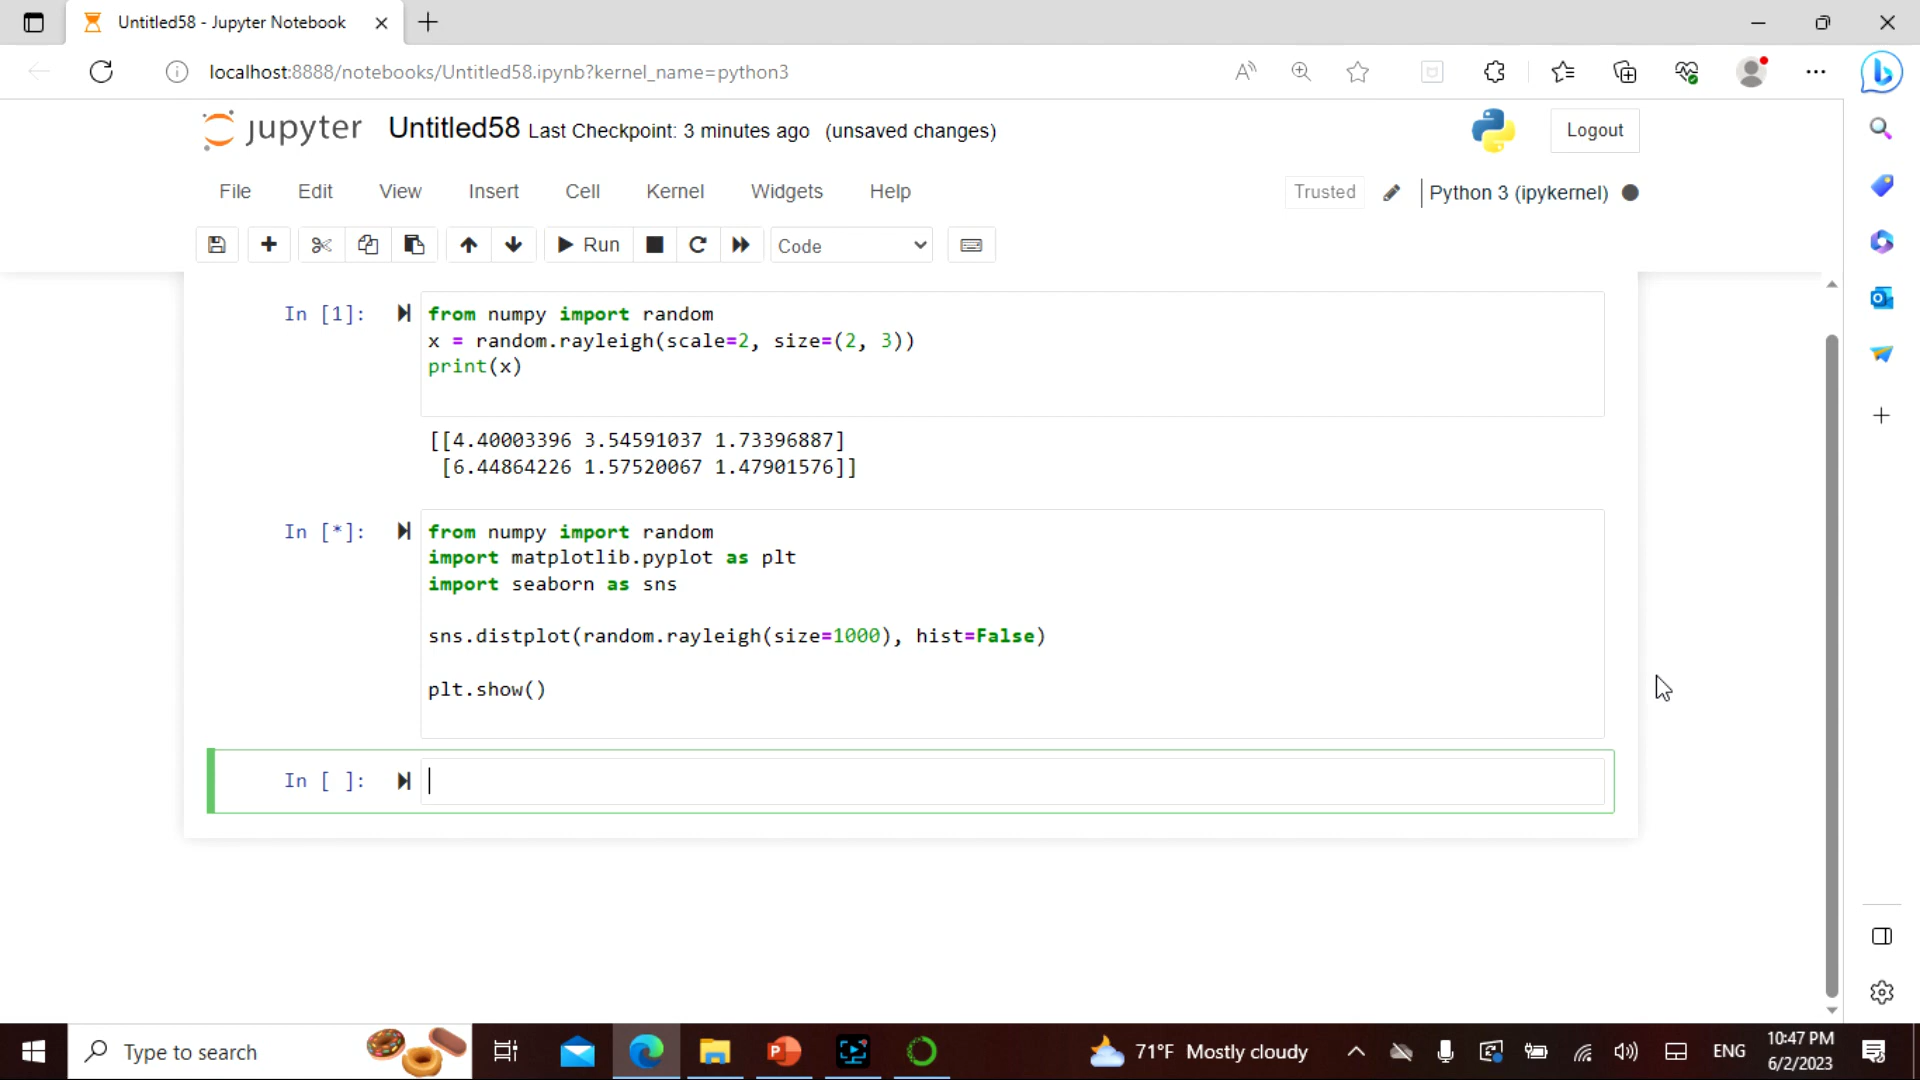 Untitled58 - Jupyter Notebook
localhost:8888/notebooks/Untitled58.ipynb?kernel_name=python3
jupyter Untitled58 Last Checkpoint: 3 minutes ago (unsaved changes)
Logout
File Edit View Insert Cell Kernel Widgets Help
Trusted Python 3 (ipykernel)
Run Code
In [1]: from numpy import random
x = random.rayleigh(scale=2, size=(2, 3))
print(x)
[[4.40003396 3.54591037 1.73396887]
[6.44864226 1.57520067 1.47901576]]
In [*]: from numpy import random
import matplotlib.pyplot as plt
import seaborn as sns
sns.distplot(random.rayleigh(size=1000), hist=False)
plt.show()
In [ ]:
Type to search
71°F Mostly cloudy
ENG
10:47 PM
6/2/2023